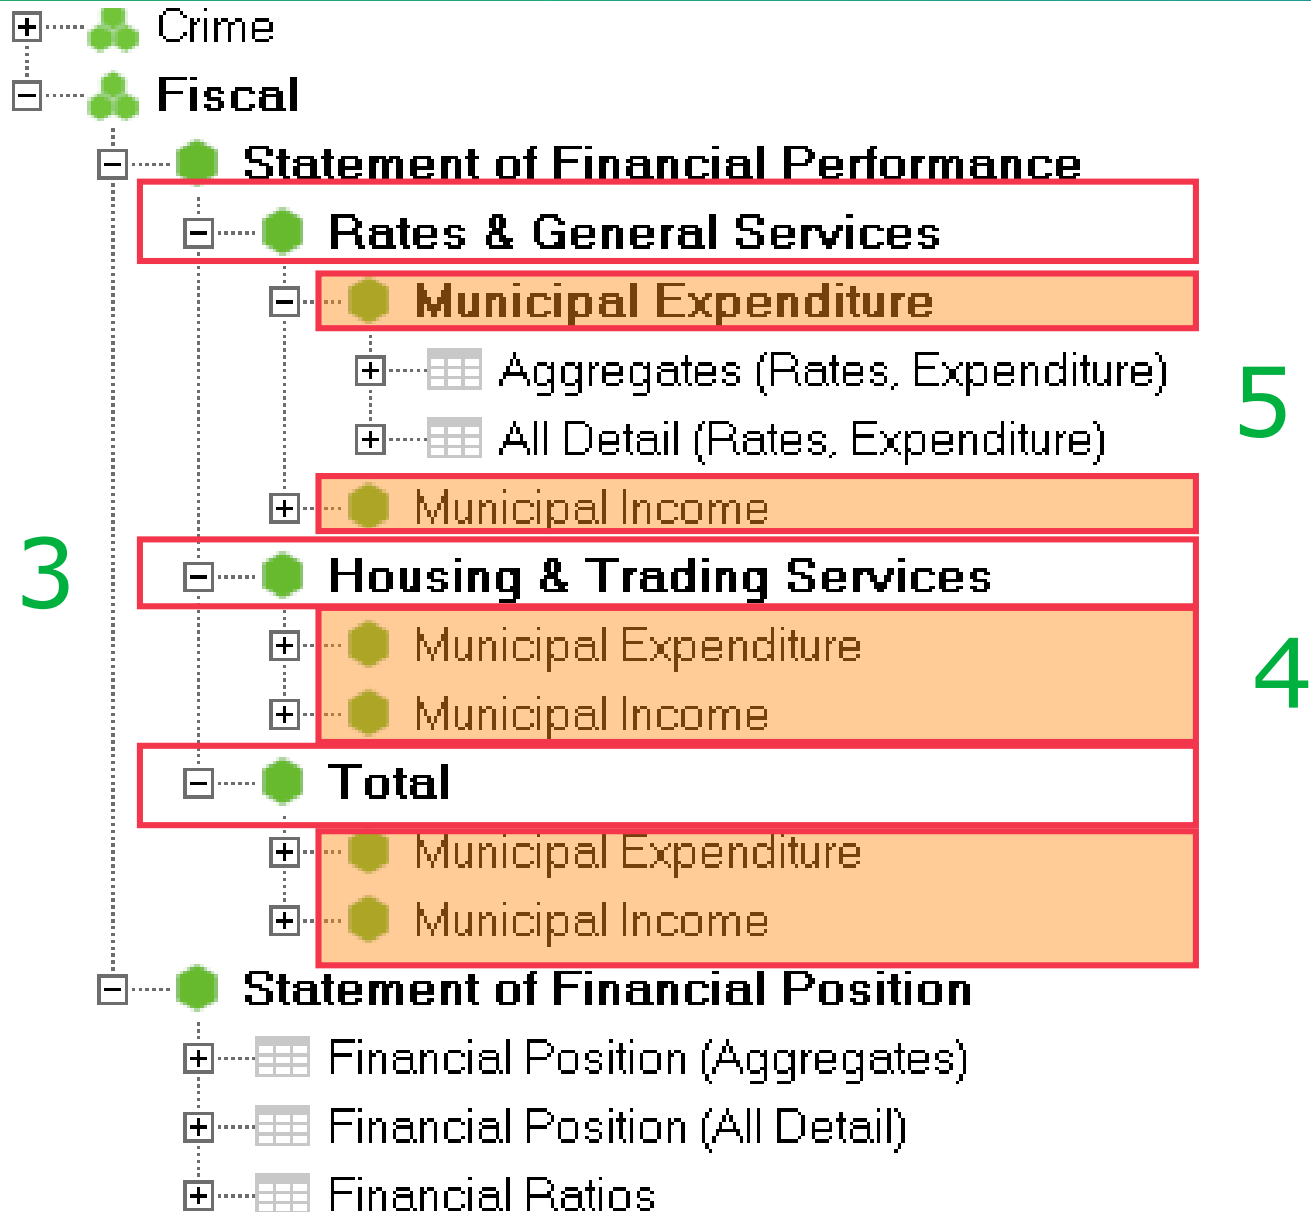 Crime
Fiscal
Statement of Financial Performance
Rates & General Services
Municipal Expenditure
Aggregates (Rates, Expenditure)
5
All Detail (Rates, Expenditure)
Municipal Income
3
Housing & Trading Services
Municipal Expenditure
4
Municipal Income
Total
Municipal Expenditure
Municipal Income
Statement of Financial Position
Financial Position (Aggregates)
Financial Position (All Detail)
Financial Ratios